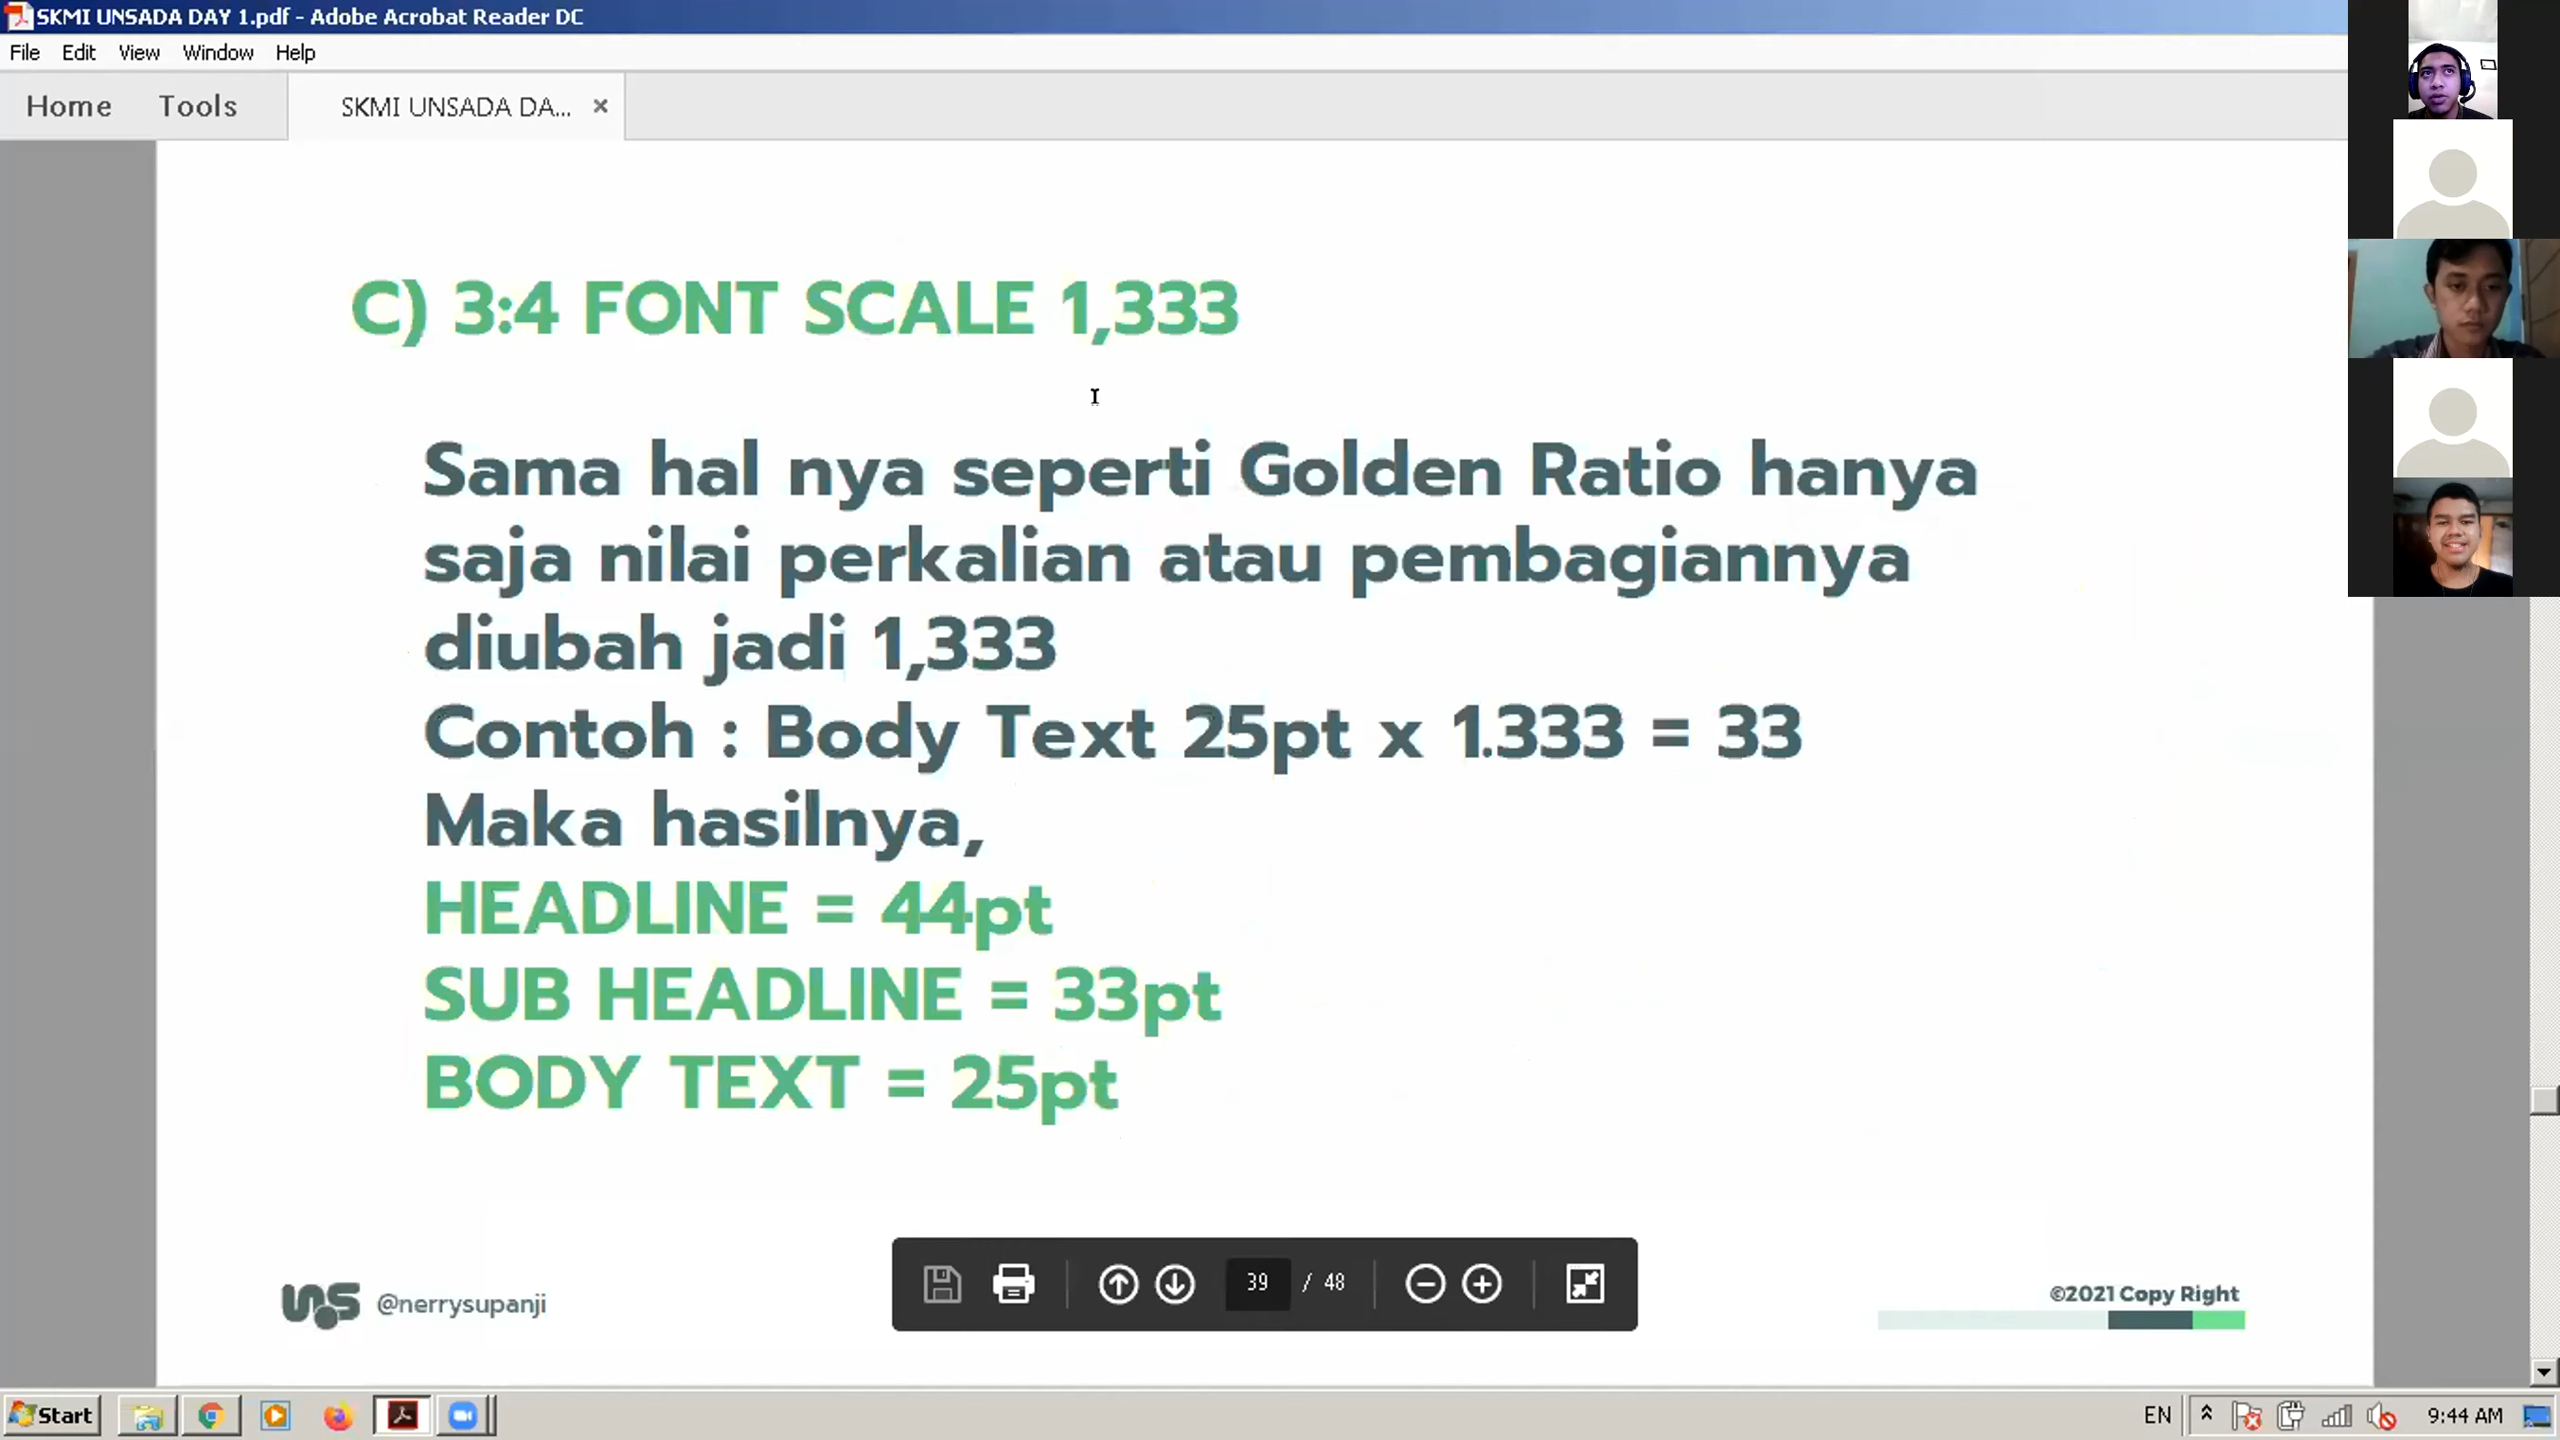 SKMI UNSADA DAY 1.pdf - Adobe Acrobat Reader DC
File Edit View Window Help
Home Tools SKMI UNSADA DA... ×
C) 3:4 FONT SCALE 1,333
Sama hal nya seperti Golden Ratio hanya
saja nilai perkalian atau pembagiannya
diubah jadi 1,333
Contoh : Body Text 25pt x 1.333 = 33
Maka hasilnya,
HEADLINE = 44pt
SUB HEADLINE = 33pt
BODY TEXT = 25pt
@nerrysupanji
39 / 48
©2021 Copy Right
Start
EN
9:44 AM